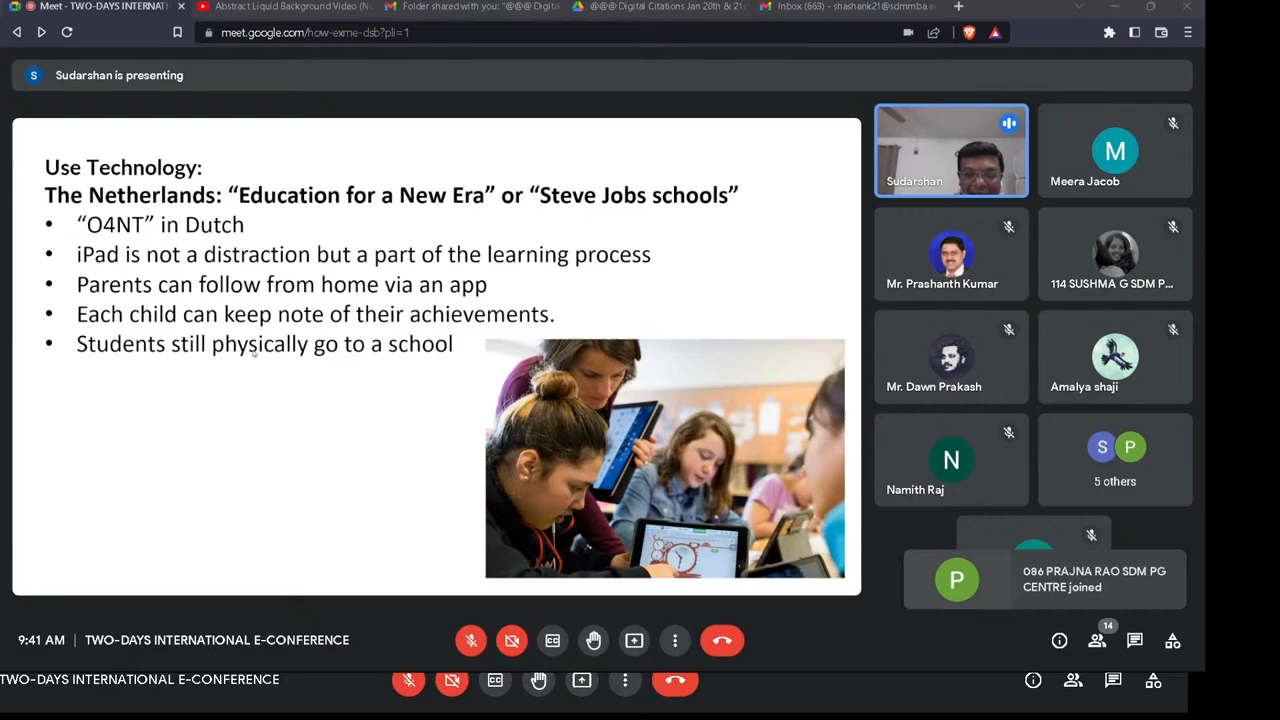 Meet - TWO-DAYS INTERNATI
Abstract Liquid Background Video (N
Folder shared with you: "@@@ Digital
@@@ Digital Citations Jan 20th & 21
Inbox (663) - shashank21@sdmmba.a
meet.google.com/how-exme-dsb?pli=1
S
Sudarshan is presenting
Use Technology:
The Netherlands: “Education for a New Era” or “Steve Jobs schools”
• “O4NT” in Dutch
• iPad is not a distraction but a part of the learning process
• Parents can follow from home via an app
• Each child can keep note of their achievements.
• Students still physically go to a school
Sudarshan
M
Meera Jacob
Mr. Prashanth Kumar
114 SUSHMA G SDM P...
Mr. Dawn Prakash
Amalya shaji
N
Namith Raj
S P
5 others
P
086 PRAJNA RAO SDM PG
CENTRE joined
9:41 AM | TWO-DAYS INTERNATIONAL E-CONFERENCE
14
TWO-DAYS INTERNATIONAL E-CONFERENCE